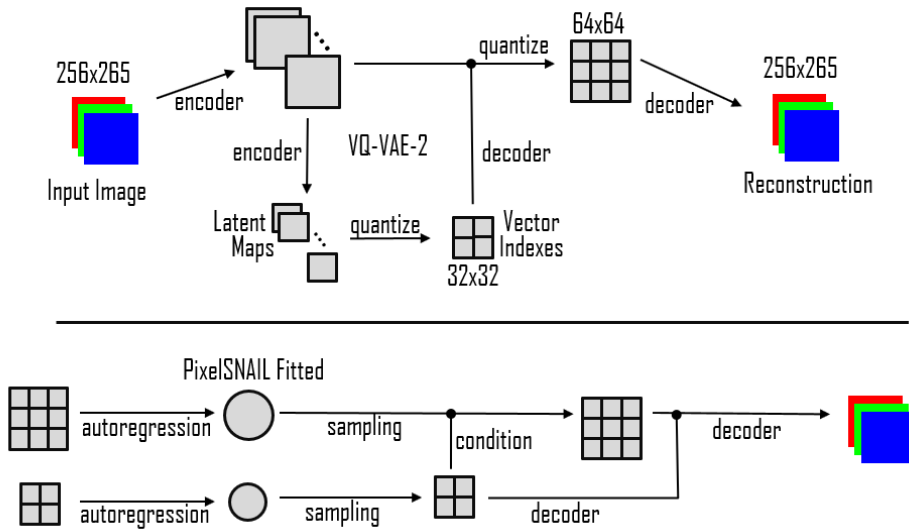 64x64
quantize
256x265
256x265
encoder
decoder
VQ-VAE-2
encoder
decoder
Input Image
Reconstruction
Latent
Maps
quantize
Vector
Indexes
32x32
PixelSNAIL Fitted
autoregression
sampling
condition
decoder
autoregression
sampling
decoder